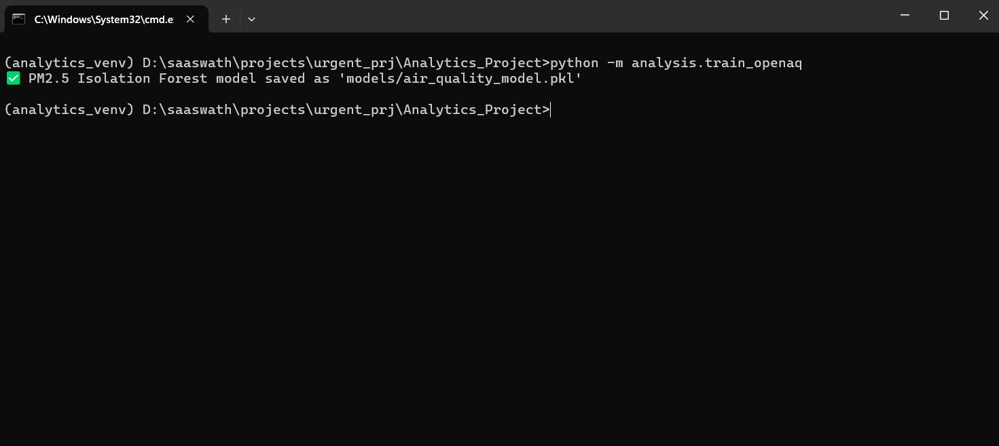 C:\Windows\System32\cmd.e
(analytics_venv) D:\saaswath\projects\urgent_prj\Analytics_Project>python -m analysis.train_openaq
✅ PM2.5 Isolation Forest model saved as 'models/air_quality_model.pkl'
(analytics_venv) D:\saaswath\projects\urgent_prj\Analytics_Project>